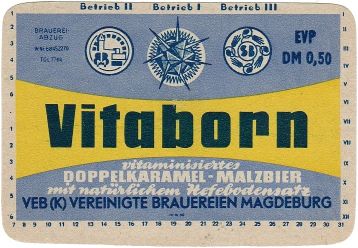 Betrieb II Betrieb I Betrieb III
BRAUEREI-
ABZUG
EVP
DM 0,50
SB
Vitaborn
vitaminisiertes
DOPPELKARAMEL-MALZBIER
mit natürlichem Hefebodensatz
VEB (K) VEREINIGTE BRAUEREIEN MAGDEBURG